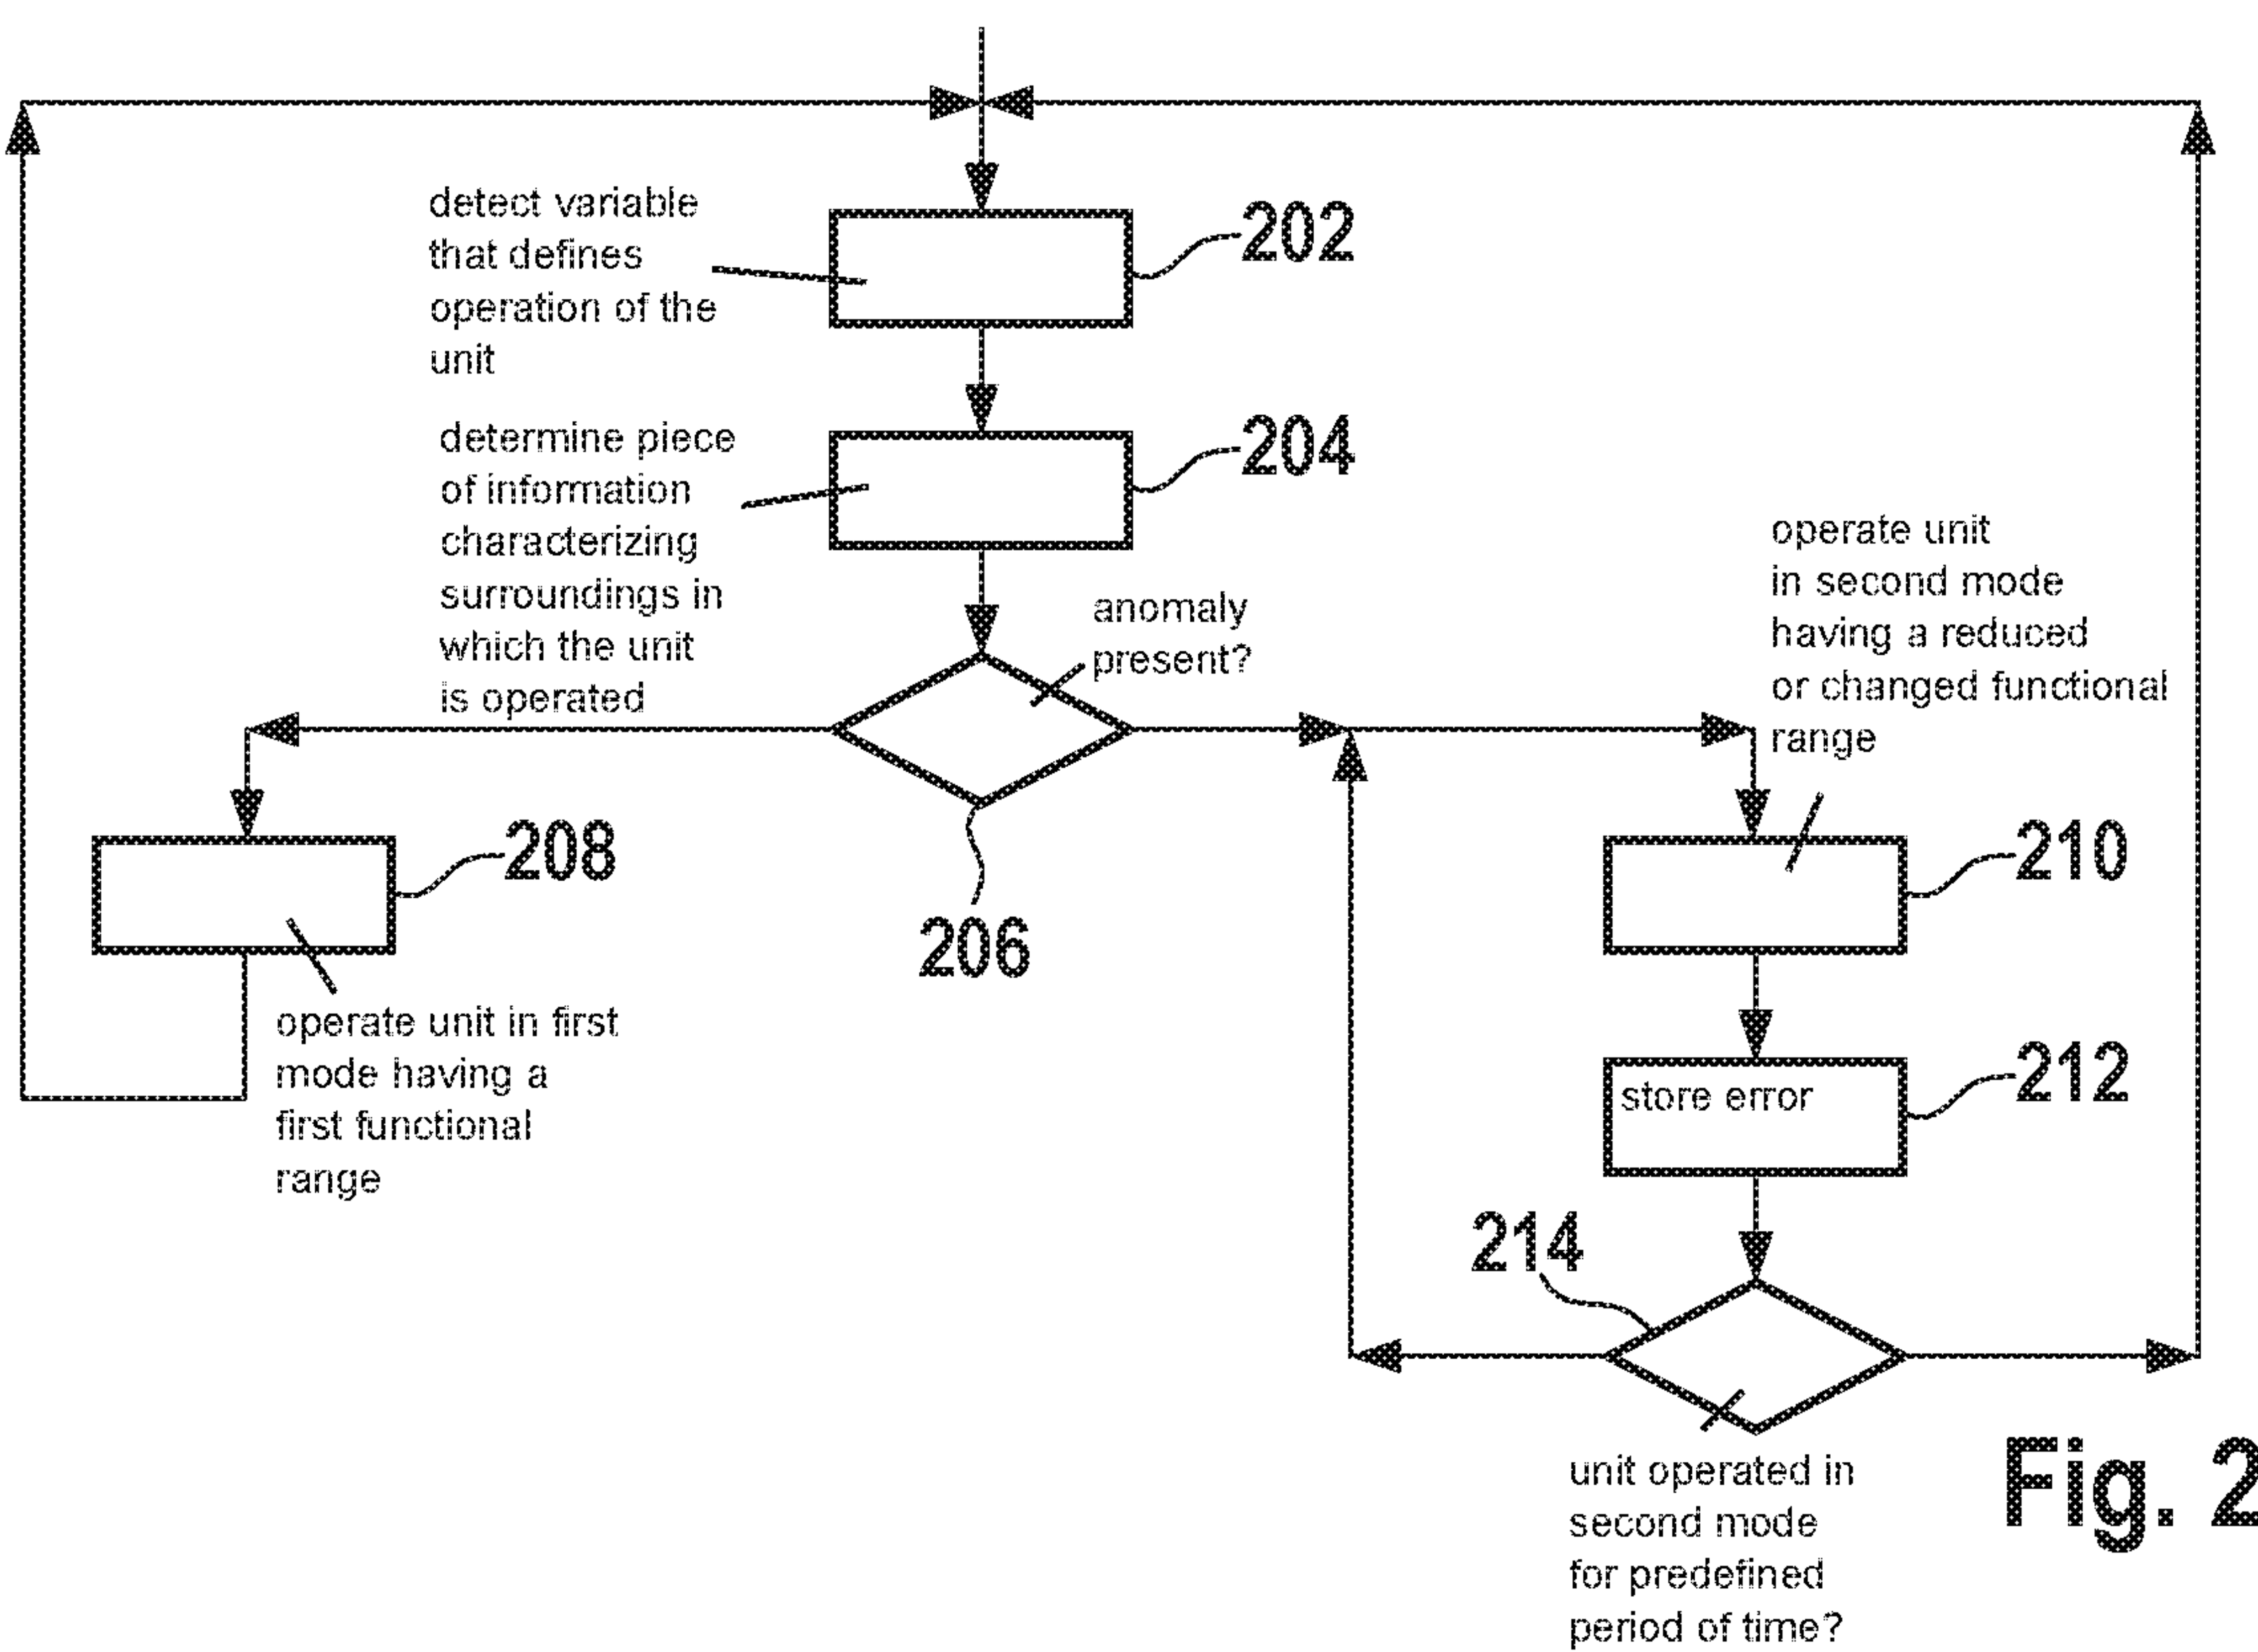 detect variable
that defines
operation of the
unit
202
determine piece
of information
characterizing
surroundings in
which the unit
is operated
204
anomaly
present?
206
operate unit
in second mode
having a reduced
or changed functional
range
208
operate unit in first
mode having a
first functional
range
210
store error
212
214
unit operated in
second mode
for predefined
period of time?
Fig. 2